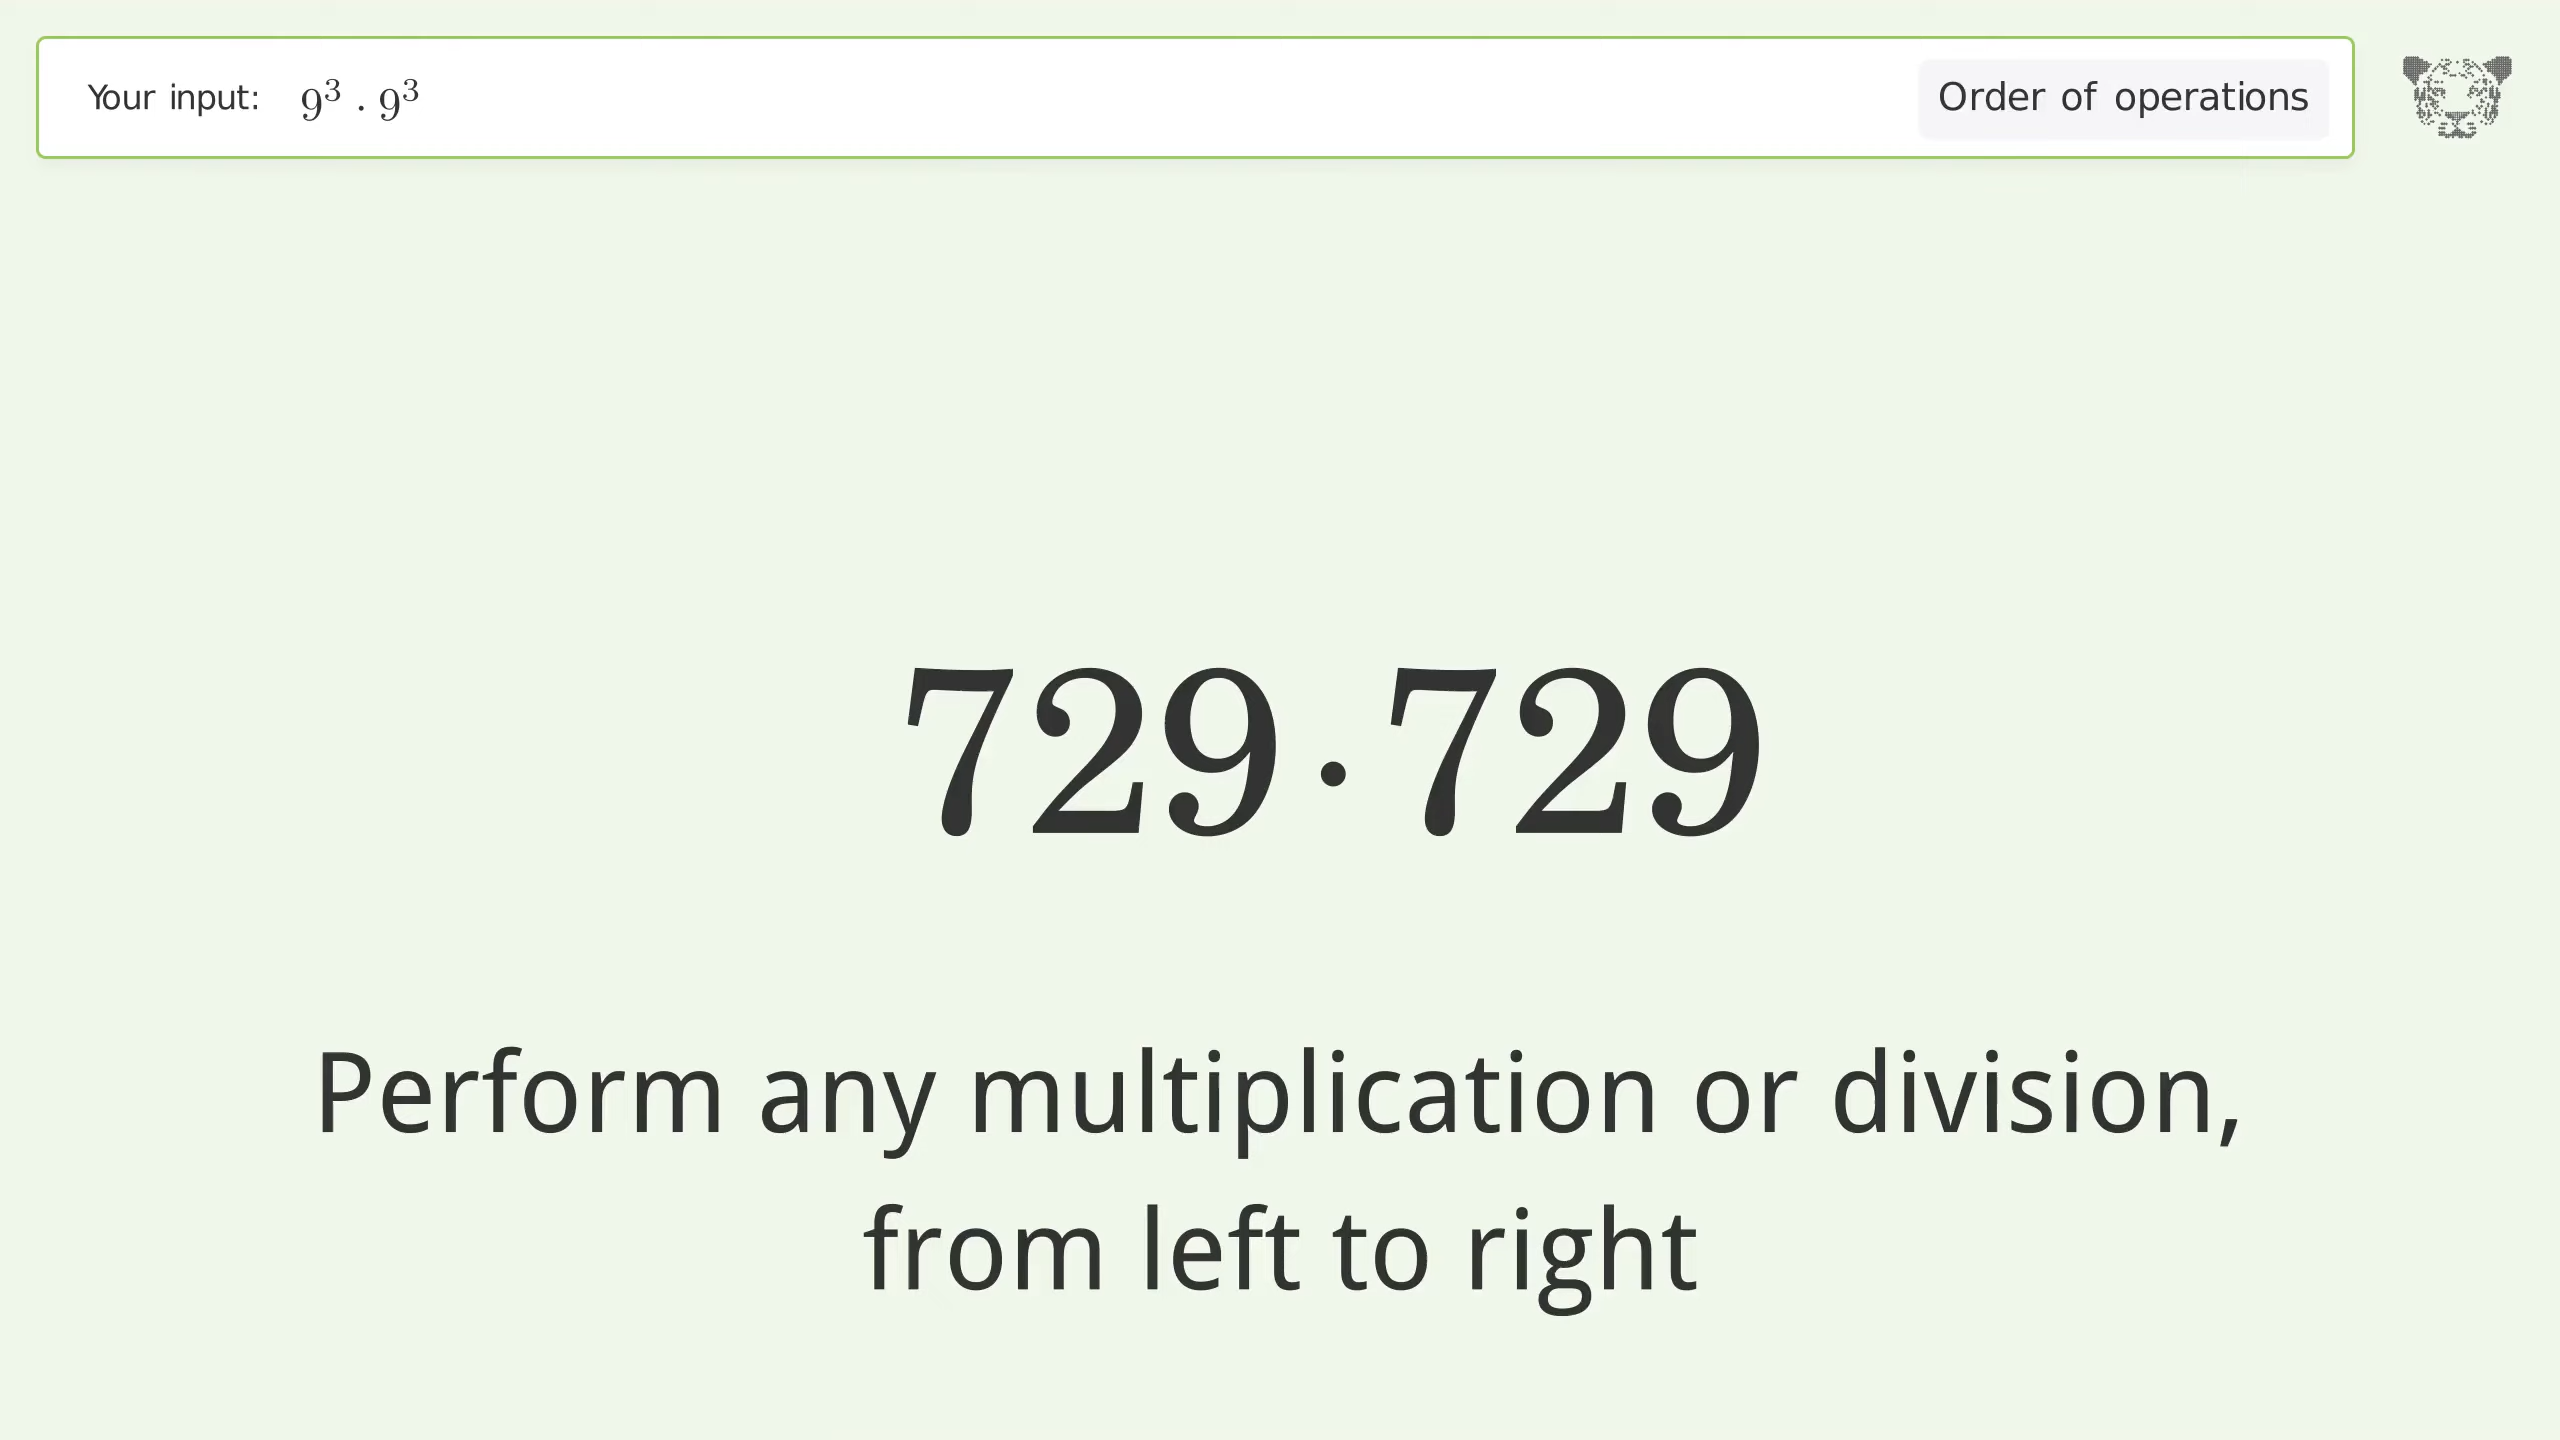 Your input: 9³ · 9³
Order of operations
729 · 729
Perform any multiplication or division,
from left to right